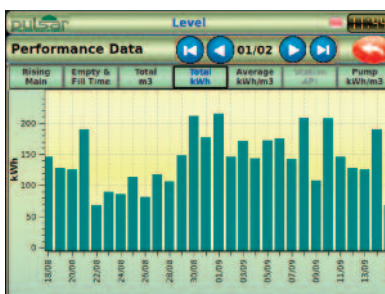 pulsar Level
Performance Data 01/02
Rising Main Empty & Fill Time Total m3 Total kWh Average kWh/m3 Station API Pump kWh/m3
kWh
200
150
100
50
0
18/08 20/08 22/08 24/08 26/08 28/08 30/08 01/09 03/09 05/09 07/09 09/09 11/09 13/09